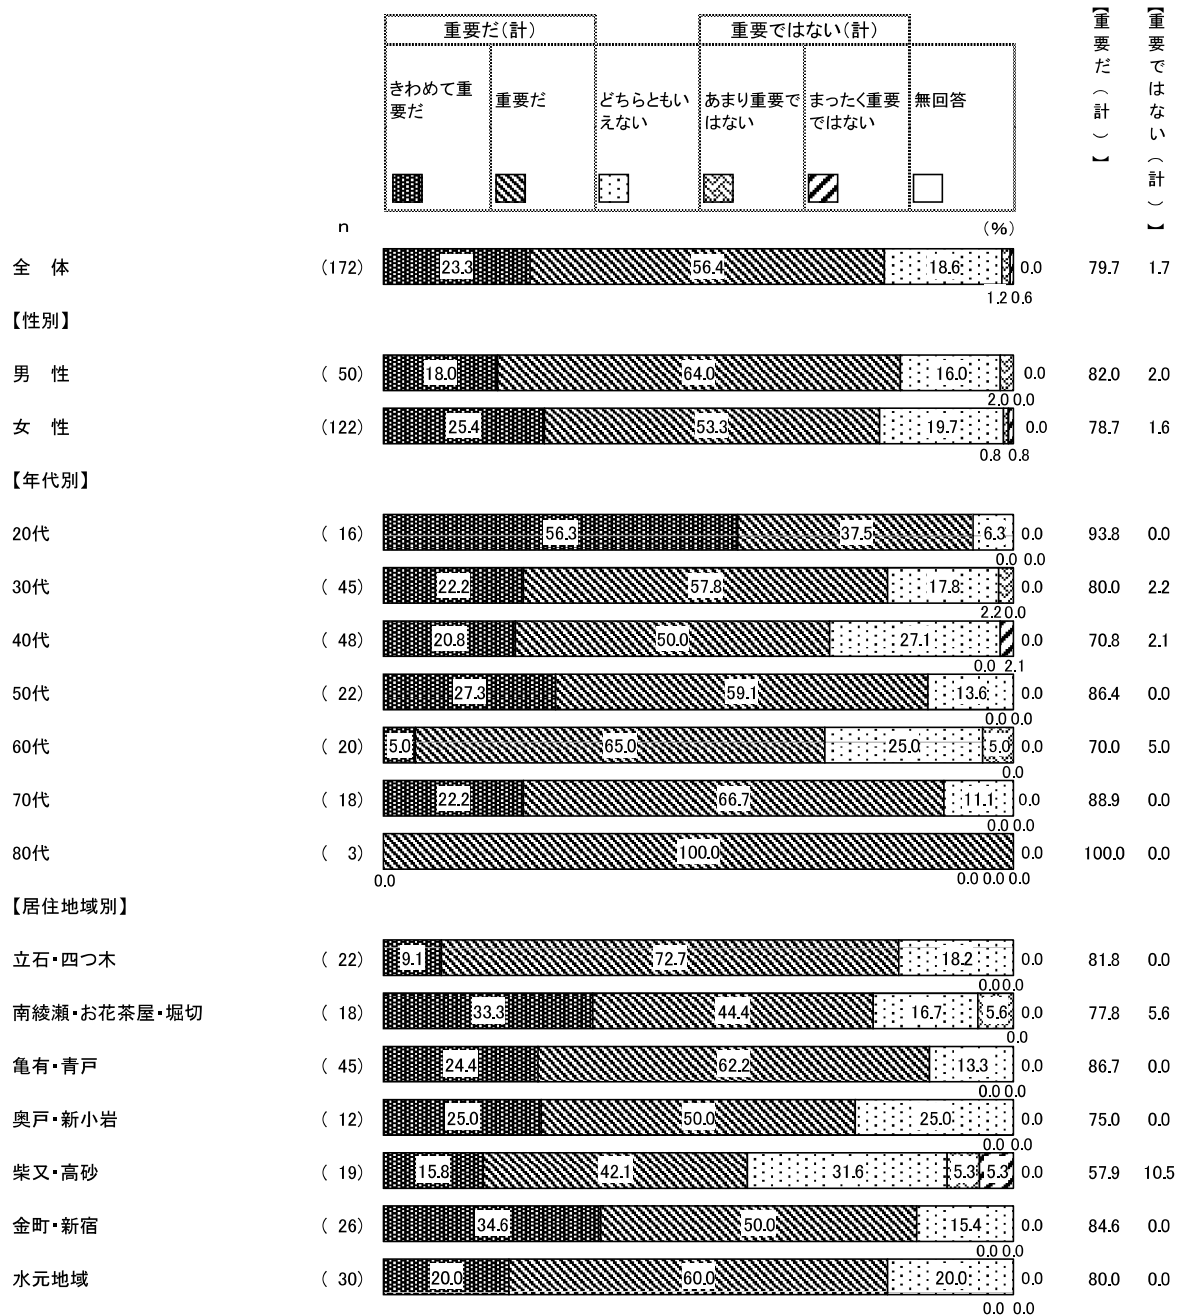 重要だ(計) 重要ではない(計)
きわめて重要だ 重要だ どちらともいえない あまり重要ではない まったく重要ではない 無回答
【重要だ(計)】 【重要ではない(計)】
n (%)
全 体 (172) 23.3 56.4 18.6 0.0 79.7 1.7
1.2 0.6
【性別】
男 性 ( 50) 18.0 64.0 16.0 0.0 82.0 2.0
2.0 0.0
女 性 (122) 25.4 53.3 19.7 0.0 78.7 1.6
0.8 0.8
【年代別】
20代 ( 16) 56.3 37.5 6.3 0.0 93.8 0.0
0.0 0.0
30代 ( 45) 22.2 57.8 17.8 0.0 80.0 2.2
2.2 0.0
40代 ( 48) 20.8 50.0 27.1 0.0 70.8 2.1
0.0 2.1
50代 ( 22) 27.3 59.1 13.6 0.0 86.4 0.0
0.0 0.0
60代 ( 20) 5.0 65.0 25.0 5.0 0.0 70.0 5.0
0.0
70代 ( 18) 22.2 66.7 11.1 0.0 88.9 0.0
0.0 0.0
80代 ( 3) 100.0 0.0 100.0 0.0
0.0 0.0 0.0 0.0
【居住地域別】
立石・四つ木 ( 22) 9.1 72.7 18.2 0.0 81.8 0.0
0.0 0.0
南綾瀬・お花茶屋・堀切 ( 18) 33.3 44.4 16.7 5.6 0.0 77.8 5.6
0.0
亀有・青戸 ( 45) 24.4 62.2 13.3 0.0 86.7 0.0
0.0 0.0
奥戸・新小岩 ( 12) 25.0 50.0 25.0 0.0 75.0 0.0
0.0 0.0
柴又・高砂 ( 19) 15.8 42.1 31.6 5.3 5.3 0.0 57.9 10.5
金町・新宿 ( 26) 34.6 50.0 15.4 0.0 84.6 0.0
0.0 0.0
水元地域 ( 30) 20.0 60.0 20.0 0.0 80.0 0.0
0.0 0.0